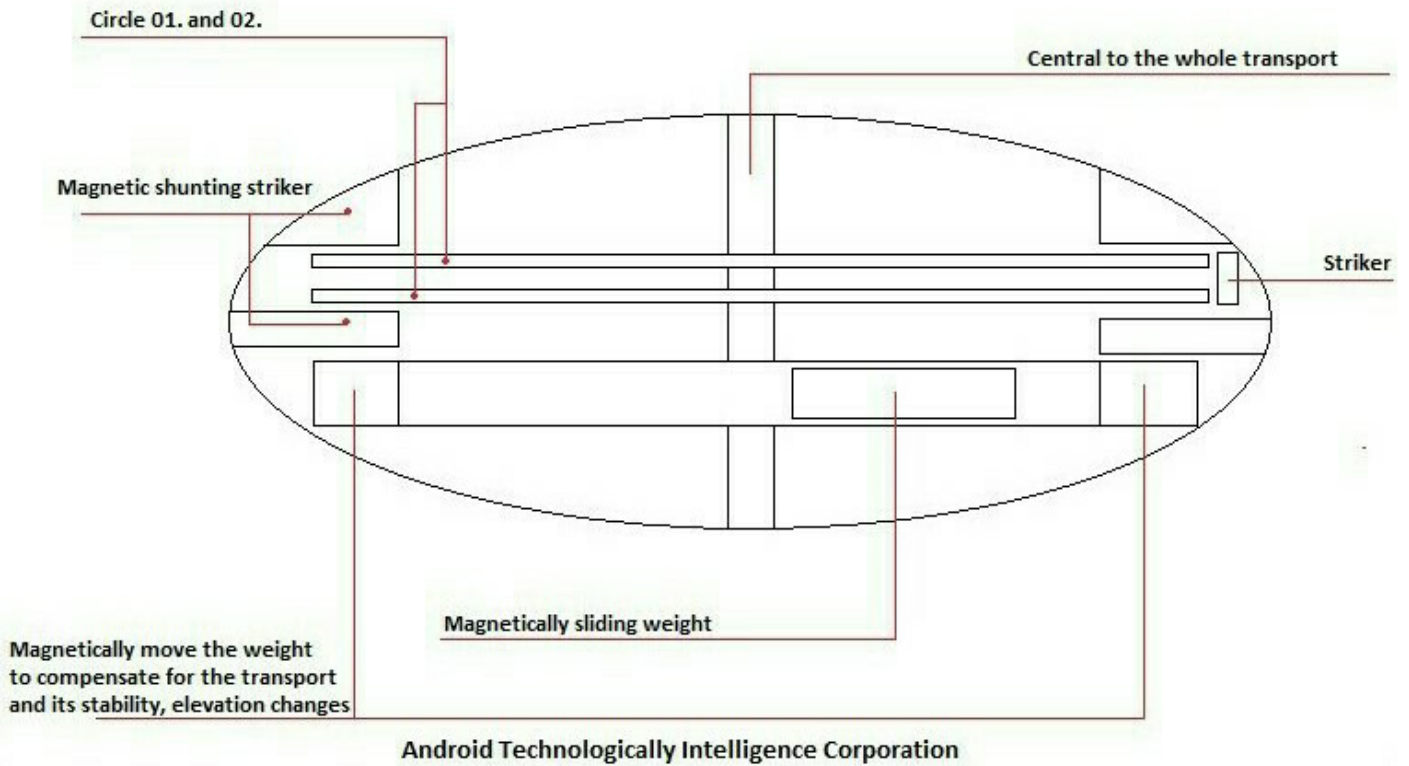 Circle 01. and 02.
Central to the whole transport
Magnetic shunting striker
Striker
Magnetically sliding weight
Magnetically move the weight
to compensate for the transport
and its stability, elevation changes
Android Technologically Intelligence Corporation